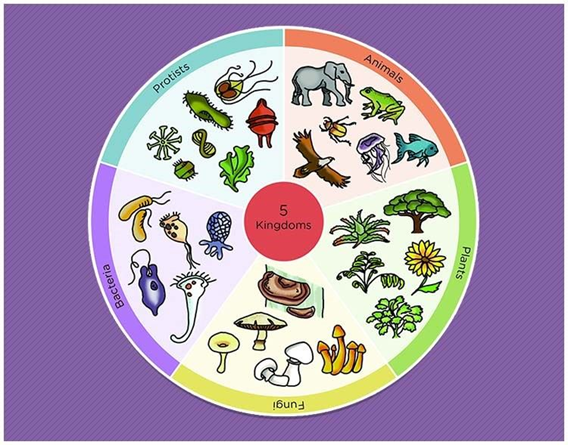 Protists
Animals
5
Kingdoms
Bacteria
Plants
Fungi